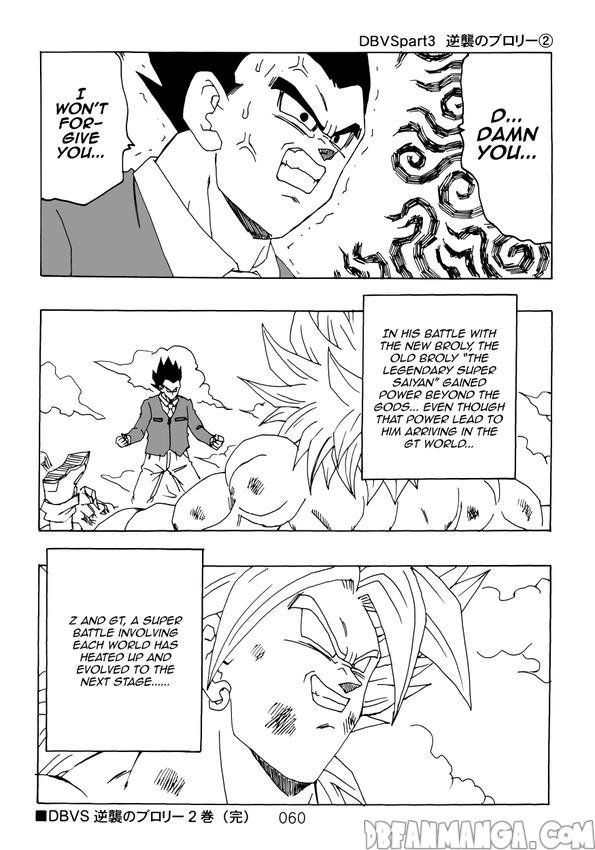 DBVSpart3 逆襲のブロリー②
D...
DAMN
YOU...
I
WON'T
FOR-
GIVE
YOU...
IN HIS BATTLE WITH
THE NEW BROLY, THE
OLD BROLY "THE
LEGENDARY SUPER
SAIYAN" GAINED
POWER BEYOND THE
GODS... EVEN THOUGH
THAT POWER LEAD TO
HIM ARRIVING IN THE
GT WORLD...
Z AND GT, A SUPER
BATTLE INVOLVING
EACH WORLD HAS
HEATED UP AND
EVOLVED TO THE
NEXT STAGE......
■DBVS 逆襲のブロリー2巻（完） 060
DBFANMANGA.COM